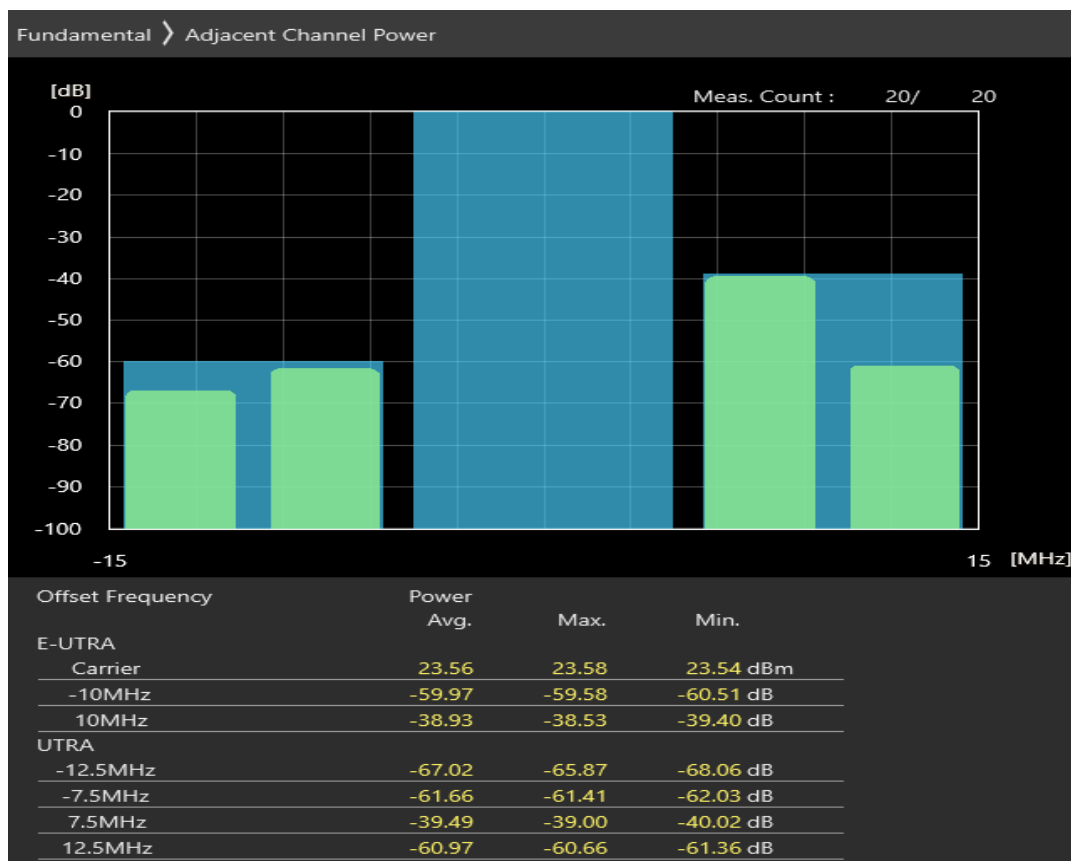 Fundamental 〉 Adjacent Channel Power
[dB]
Meas. Count : 20/ 20
0
-10
-20
-30
-40
-50
-60
-70
-80
-90
-100
-15 15 [MHz]
Offset Frequency Power
Avg. Max. Min.
E-UTRA
Carrier 23.56 23.58 23.54 dBm
-10MHz -59.97 -59.58 -60.51 dB
10MHz -38.93 -38.53 -39.40 dB
UTRA
-12.5MHz -67.02 -65.87 -68.06 dB
-7.5MHz -61.66 -61.41 -62.03 dB
7.5MHz -39.49 -39.00 -40.02 dB
12.5MHz -60.97 -60.66 -61.36 dB